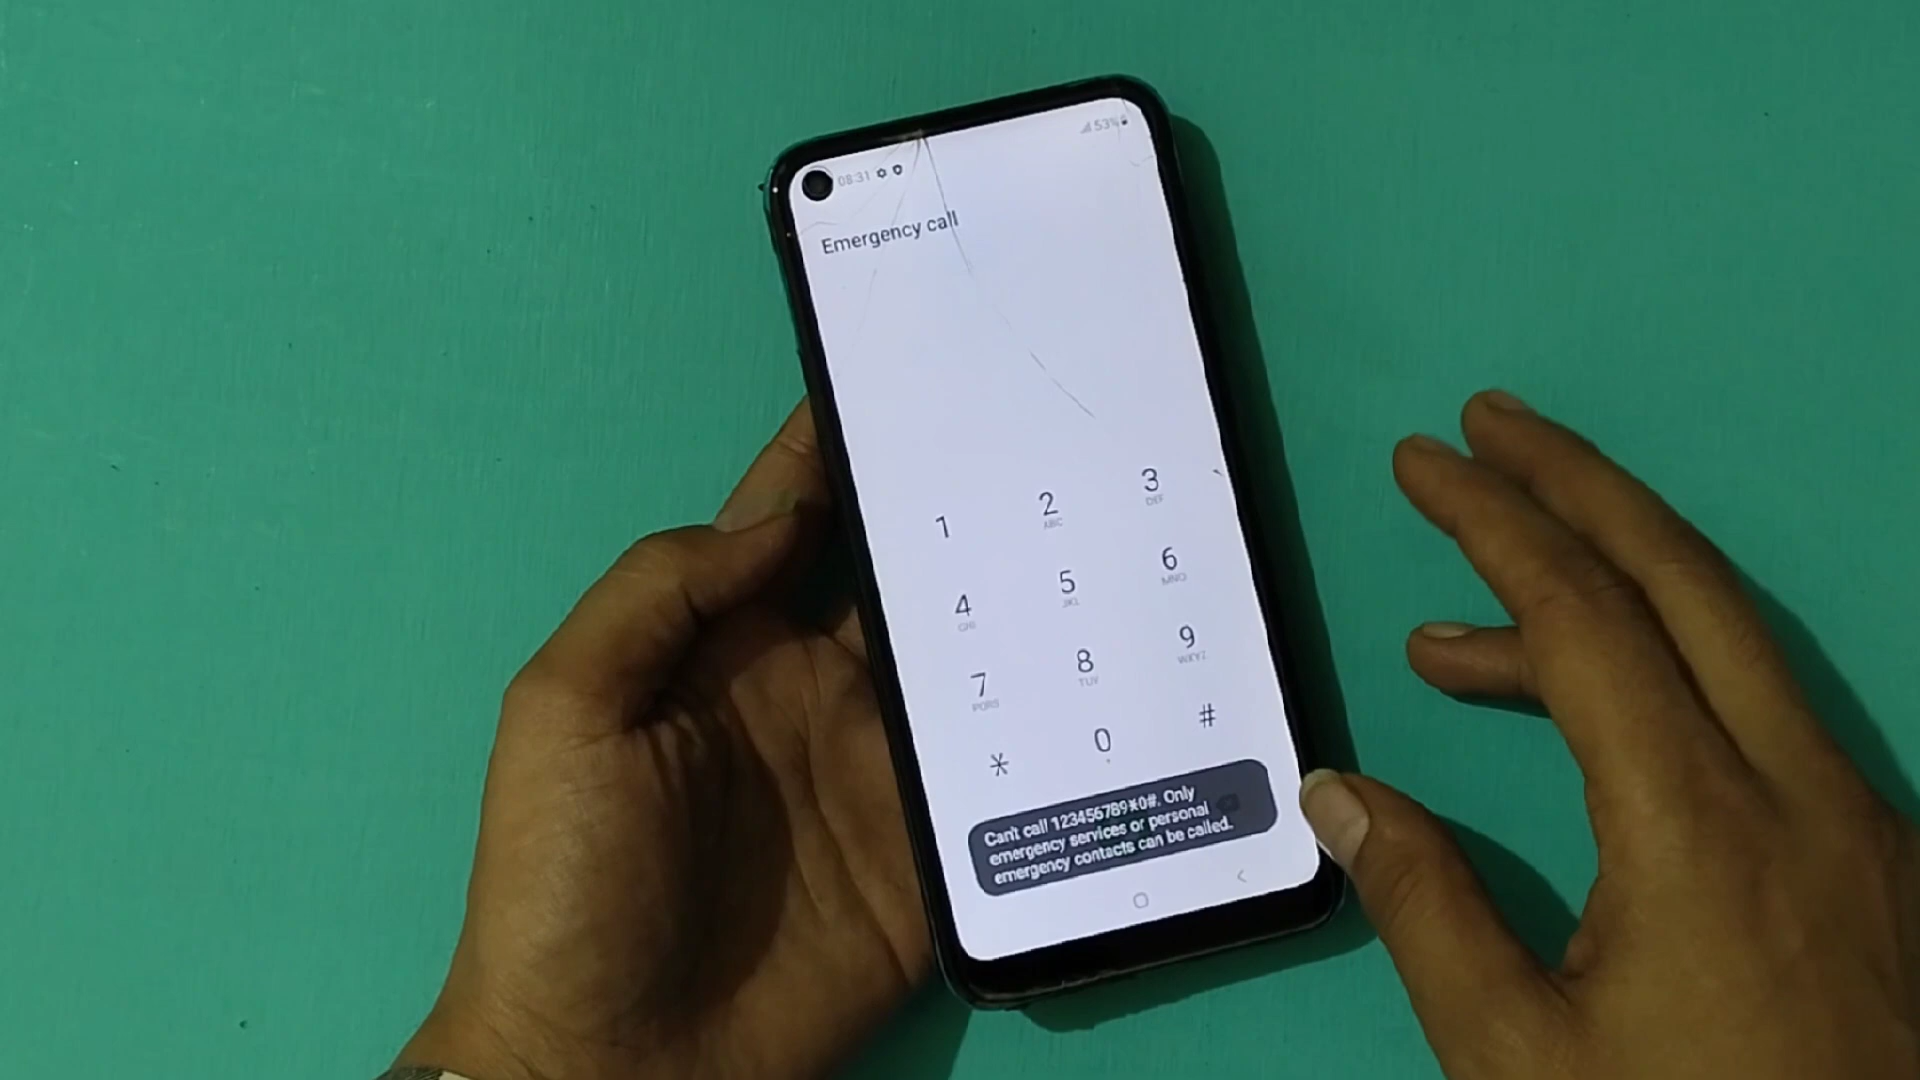 08:31
53%
Emergency call
1
2
ABC
3
DEF
4
GHI
5
JKL
6
MNO
7
PQRS
8
TUV
9
WXYZ
*
0
+
#
Can't call 123456789*0#. Only
emergency services or personal
emergency contacts can be called.